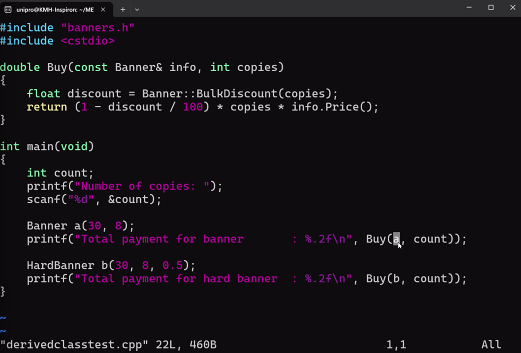 unipro@KMH-Inspiron: ~/ME
#include "banners.h"
#include <cstdio>
double Buy(const Banner& info, int copies)
{
    float discount = Banner::BulkDiscount(copies);
    return (1 - discount / 100) * copies * info.Price();
}
int main(void)
{
    int count;
    printf("Number of copies: ");
    scanf("%d", &count);
    Banner a(30, 8);
    printf("Total payment for banner       : %.2f\n", Buy(a, count));
    HardBanner b(30, 8, 0.5);
    printf("Total payment for hard banner  : %.2f\n", Buy(b, count));
}
~
~
"derivedclasstest.cpp" 22L, 460B 1,1 All